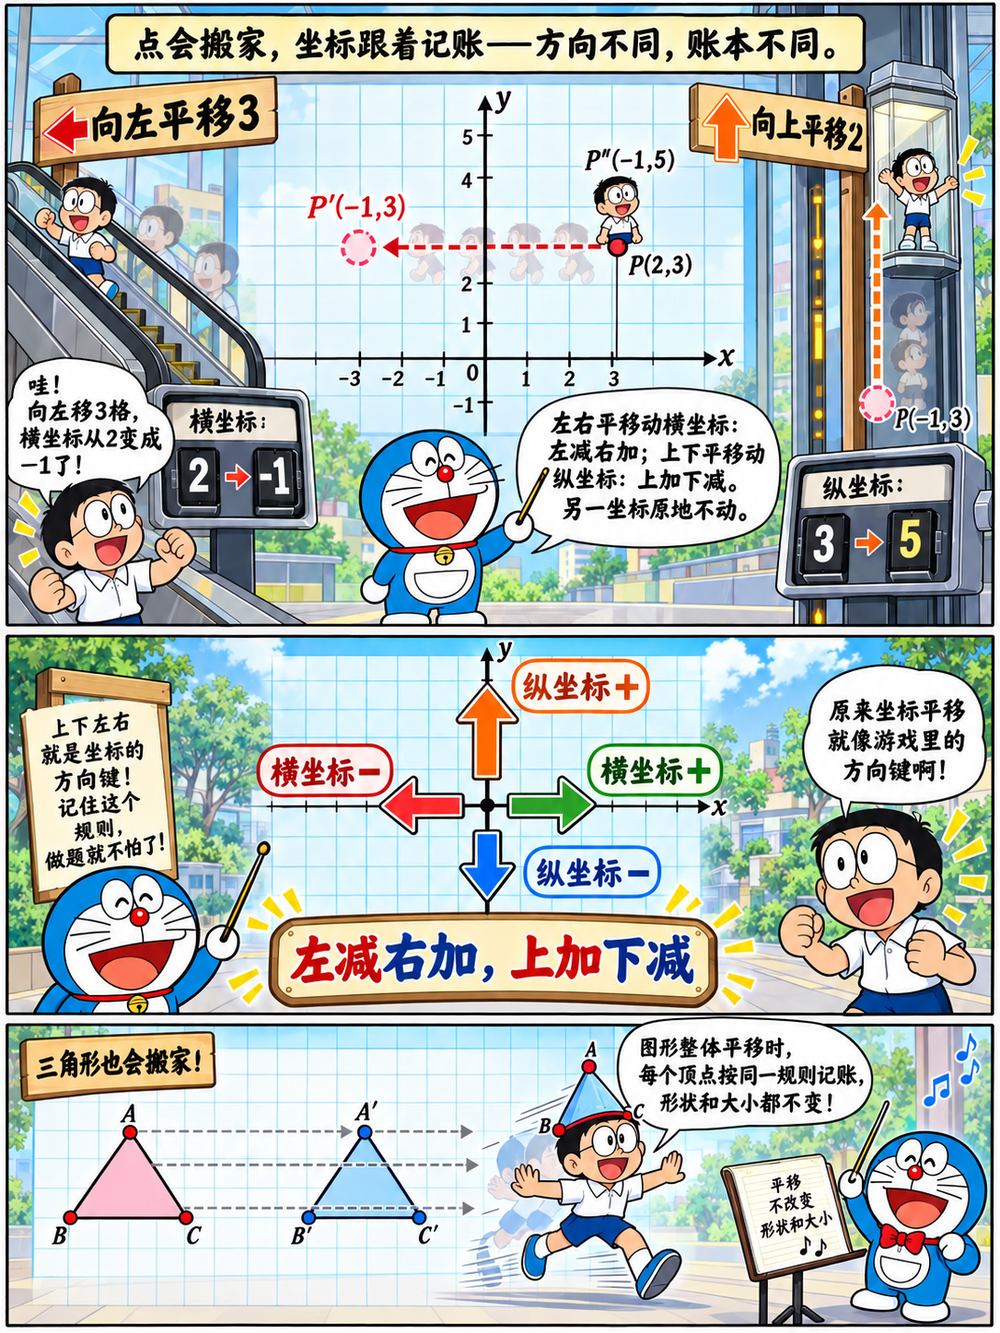 点会搬家，坐标跟着记账——方向不同，账本不同。
向左平移3
向上平移2
y
5
4
2
1
-1
0
-3
-2
-1
1
2
3
x
P′(-1,3)
P″(-1,5)
P(2,3)
P(-1,3)
哇！
向左移3格，
横坐标从2变成
-1了！
横坐标：
2→-1
左右平移动横坐标：
左减右加；上下平移动
纵坐标：上加下减。
另一坐标原地不动。
纵坐标：
3→5
上下左右
就是坐标的
方向键！
记住这个
规则，
做题就不怕了！
y
纵坐标+
横坐标-
横坐标+
x
纵坐标-
原来坐标平移
就像游戏里的
方向键啊！
左减右加，上加下减
三角形也会搬家！
A
B
C
A′
B′
C′
A
B
C
图形整体平移时，
每个顶点按同一规则记账，
形状和大小都不变！
平移
不改变
形状和大小